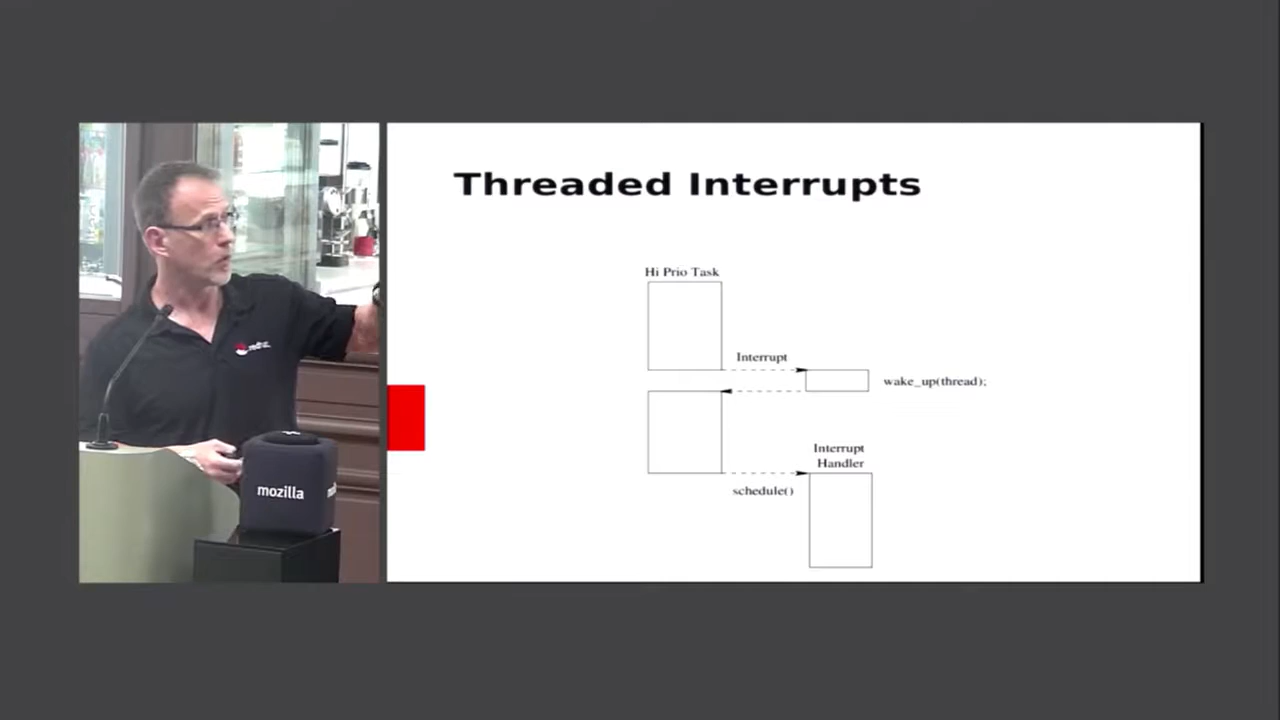 Threaded Interrupts
Hi Prio Task
Interrupt
wake_up(thread);
Interrupt
Handler
schedule()
mozilla